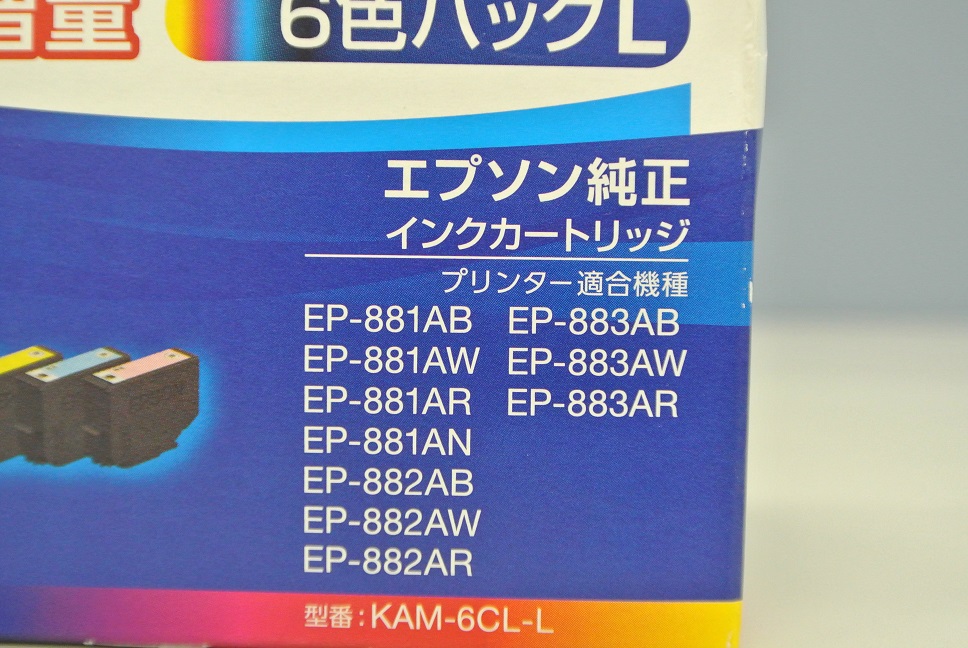 増量
6色パックL
エプソン純正
インクカートリッジ
プリンター適合機種
EP-881AB EP-883AB
EP-881AW EP-883AW
EP-881AR EP-883AR
EP-881AN
EP-882AB
EP-882AW
EP-882AR
型番:KAM-6CL-L